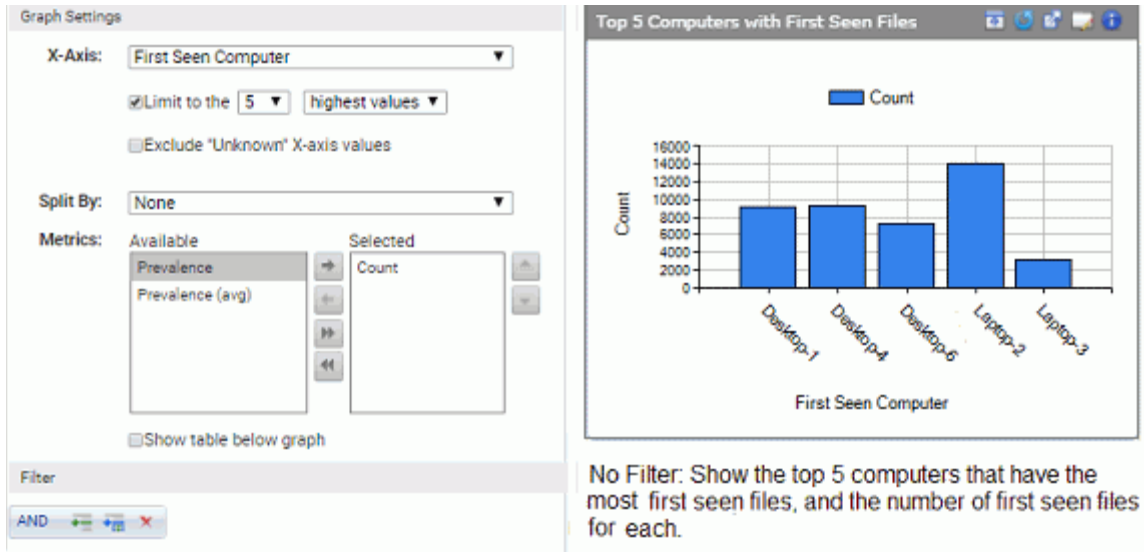 Graph Settings
X-Axis: First Seen Computer
Limit to the 5 highest values
Exclude "Unknown" X-axis values
Split By: None
Metrics: Available Selected
Prevalence
Prevalence (avg)
Count
Show table below graph
Filter
AND
Top 5 Computers with First Seen Files
Count
16000
14000
12000
10000
8000
6000
4000
2000
0
Count
Desktop-1
Desktop-4
Desktop-6
Laptop-2
Laptop-3
First Seen Computer
No Filter: Show the top 5 computers that have the
most first seen files, and the number of first seen files
for each.